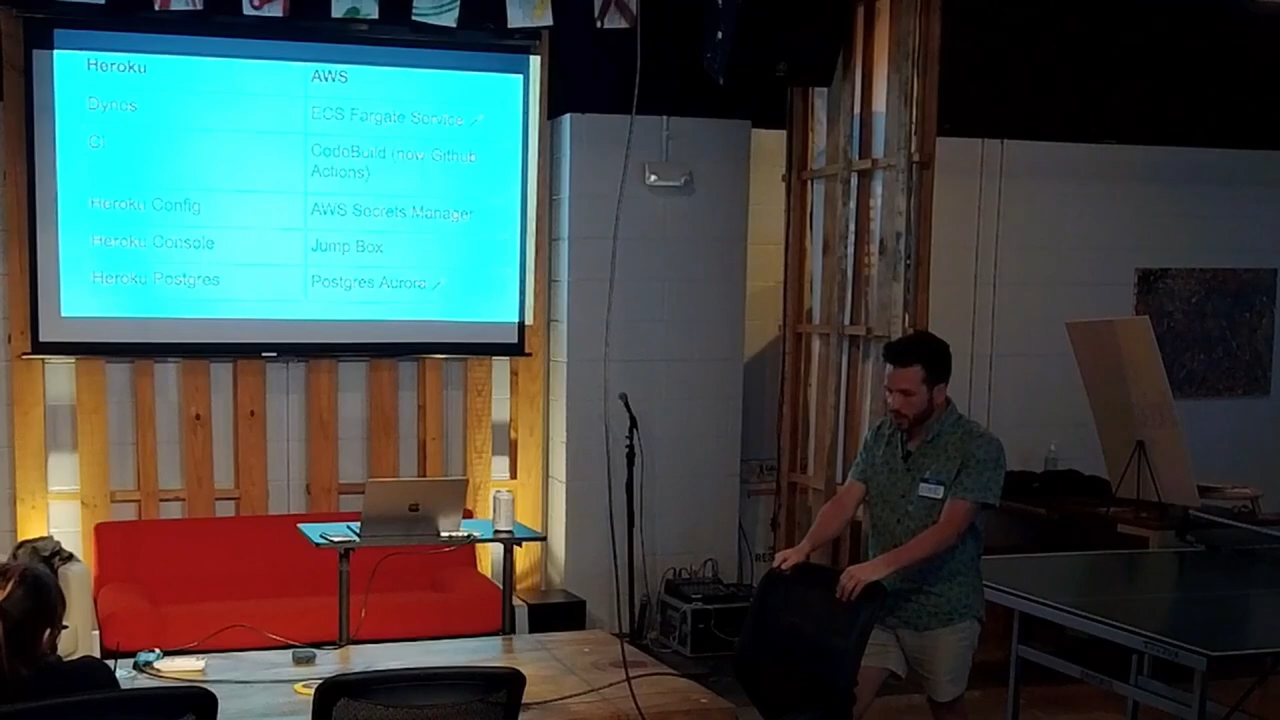 Heroku
AWS
Dynos
ECS Fargate Service
CI
CodeBuild (now Github
Actions)
Heroku Config
AWS Secrets Manager
Heroku Console
Jump Box
Heroku Postgres
Postgres Aurora
RES